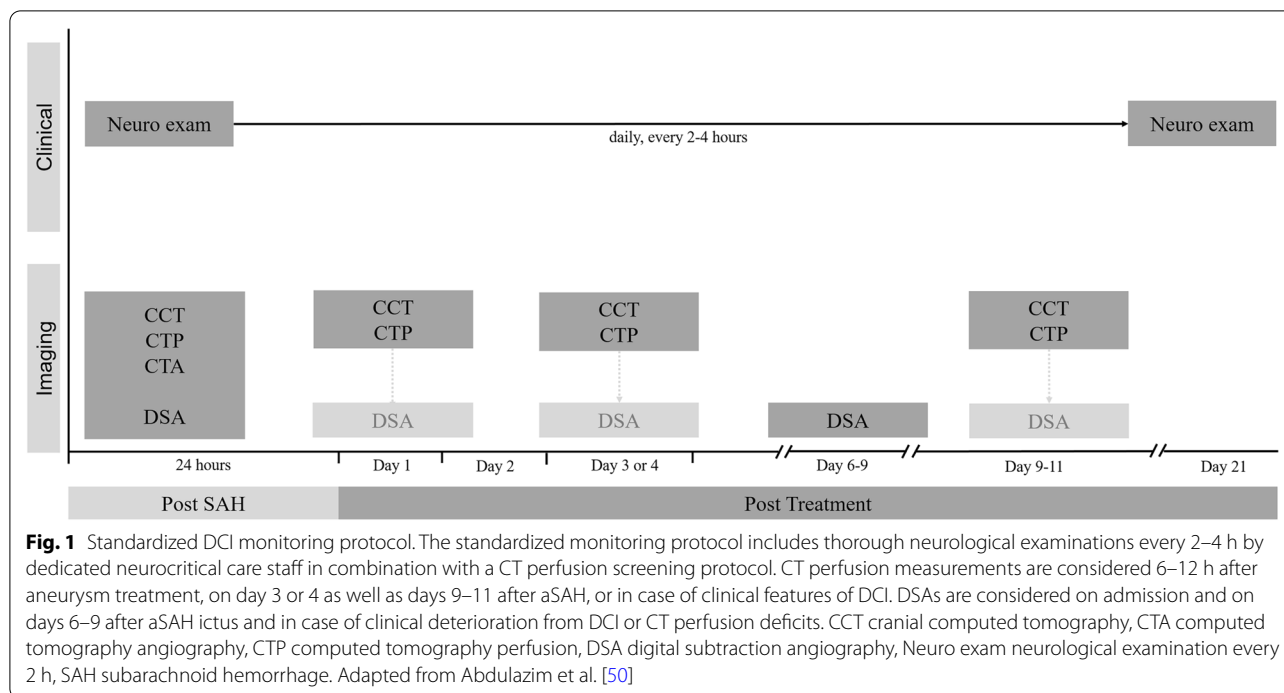 Clinical
Neuro exam
daily, every 2-4 hours
Neuro exam
Imaging
CCT
CTP
CTA
DSA
CCT
CTP
DSA
CCT
CTP
DSA
DSA
CCT
CTP
DSA
24 hours
Day 1
Day 2
Day 3 or 4
Day 6-9
Day 9-11
Day 21
Post SAH
Post Treatment
Fig. 1 Standardized DCI monitoring protocol. The standardized monitoring protocol includes thorough neurological examinations every 2–4 h by
dedicated neurocritical care staff in combination with a CT perfusion screening protocol. CT perfusion measurements are considered 6–12 h after
aneurysm treatment, on day 3 or 4 as well as days 9–11 after aSAH, or in case of clinical features of DCI. DSAs are considered on admission and on
days 6–9 after aSAH ictus and in case of clinical deterioration from DCI or CT perfusion deficits. CCT cranial computed tomography, CTA computed
tomography angiography, CTP computed tomography perfusion, DSA digital subtraction angiography, Neuro exam neurological examination every
2 h, SAH subarachnoid hemorrhage. Adapted from Abdulazim et al. [50]